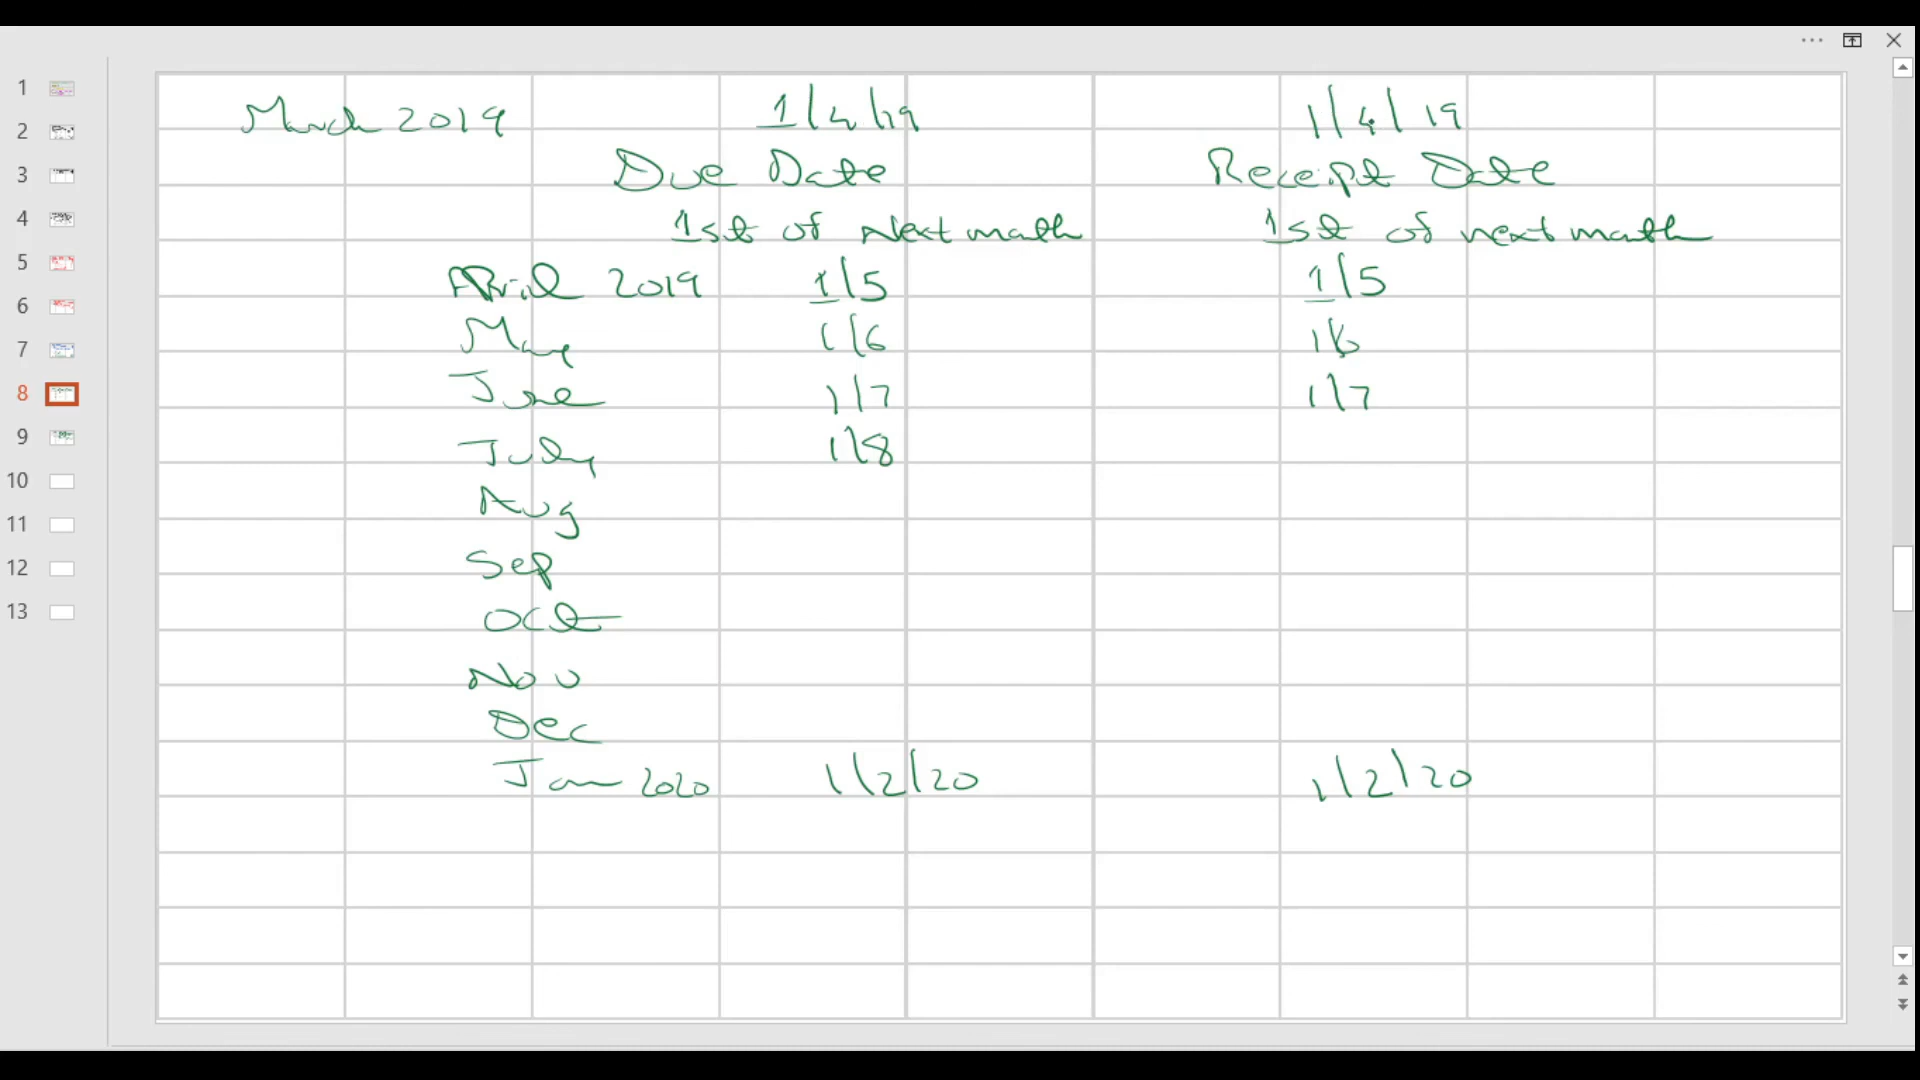 March 2019 1/4/19 1/4/19
Due Date Receipt Date
1st of Next month 1st of next month
April 2019 1/5 1/5
May 1/6 1/6
June 1/7 1/7
July 1/8
Aug
Sep
Oct
Nov
Dec
Jan 2020 1/2/20 1/2/20
1
2
3
4
5
6
7
8
9
10
11
12
13